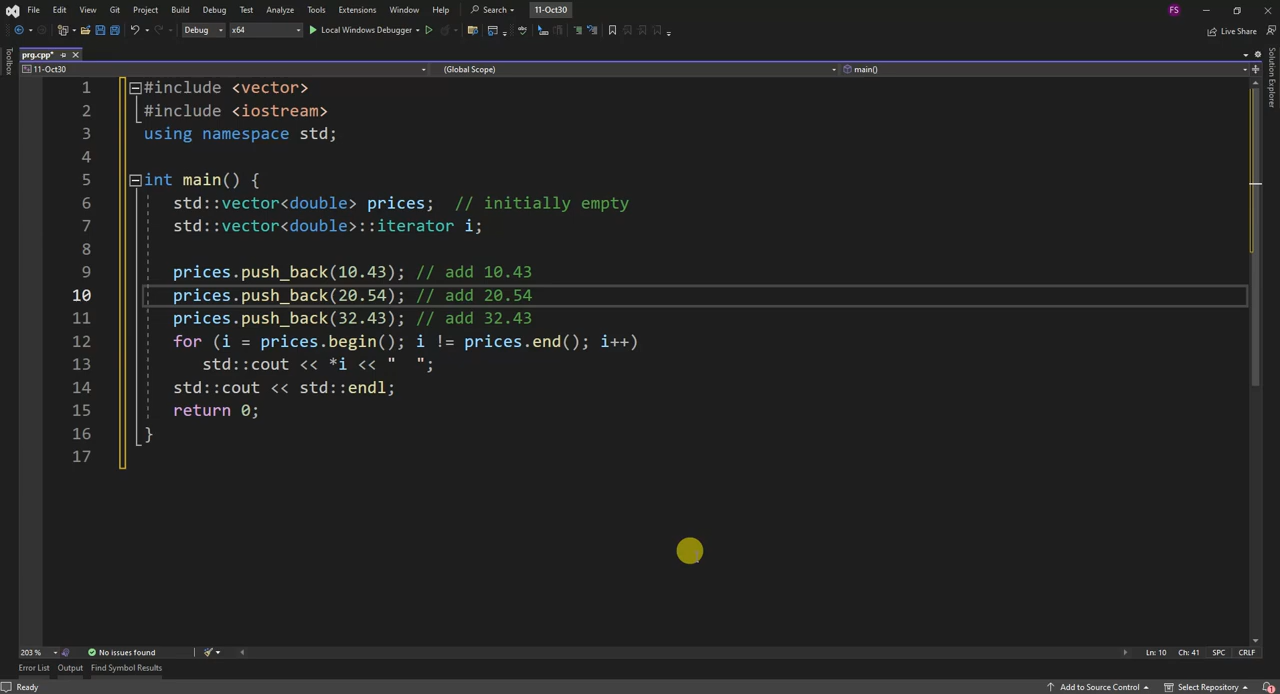 File Edit View Git Project Build Debug Test Analyze Tools Extensions Window Help Search 11-Oct30 FS
Debug x64 Local Windows Debugger Live Share
prg.cpp*
11-Oct30 (Global Scope) main()
Toolbox
Solution Explorer
1 #include <vector>
2 #include <iostream>
3 using namespace std;
4
5 int main() {
6 std::vector<double> prices; // initially empty
7 std::vector<double>::iterator i;
8
9 prices.push_back(10.43); // add 10.43
10 prices.push_back(20.54); // add 20.54
11 prices.push_back(32.43); // add 32.43
12 for (i = prices.begin(); i != prices.end(); i++)
13 std::cout << *i << "  ";
14 std::cout << std::endl;
15 return 0;
16 }
17
203 % No issues found Ln: 10 Ch: 41 SPC CRLF
Error List Output Find Symbol Results
Ready Add to Source Control Select Repository